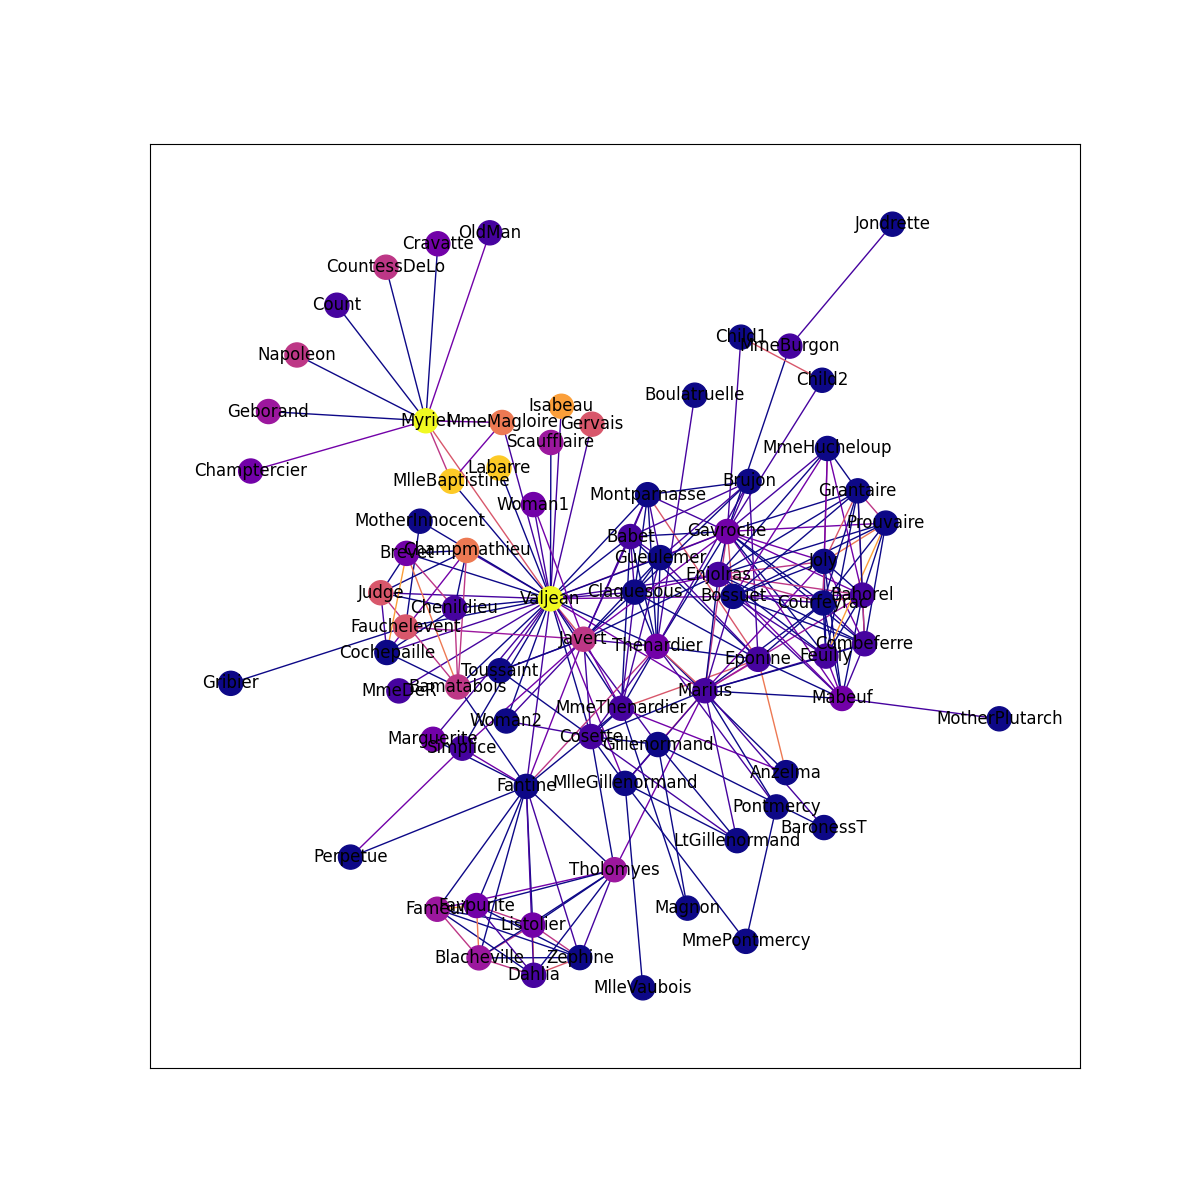 Jondrette
OldMan
Cravatte
CountessDeLo
Count
Child1
MmeBurgon
Napoleon
Child2
Boulatruelle
Geborand
Isabeau
Myriel
MmeMagloire
Gervais
Scaufflaire
MmeHucheloup
Champtercier
Labarre
MlleBaptistine
Brujon
Grantaire
Montparnasse
Woman1
MotherInnocent
Prouvaire
Gavroche
Babet
Brevet
Champmathieu
Gueulemer
Joly
Enjolras
Judge
Claquesous
Bossuet
Bahorel
Valjean
Courfeyrac
Chenildieu
Fauchelevent
Javert
Thenardier
Combeferre
Cochepaille
Feuilly
Eponine
Toussaint
Gribier
MmeDeR
Bamatabois
Marius
Mabeuf
MmeThenardier
Woman2
MotherPlutarch
Marguerite
Cosette
Simplice
Gillenormand
Anzelma
Fantine
MlleGillenormand
Pontmercy
BaronessT
LtGillenormand
Perpetue
Tholomyes
Fameuil
Favourite
Magnon
Listolier
MmePontmercy
Blacheville
Zephine
Dahlia
MlleVaubois